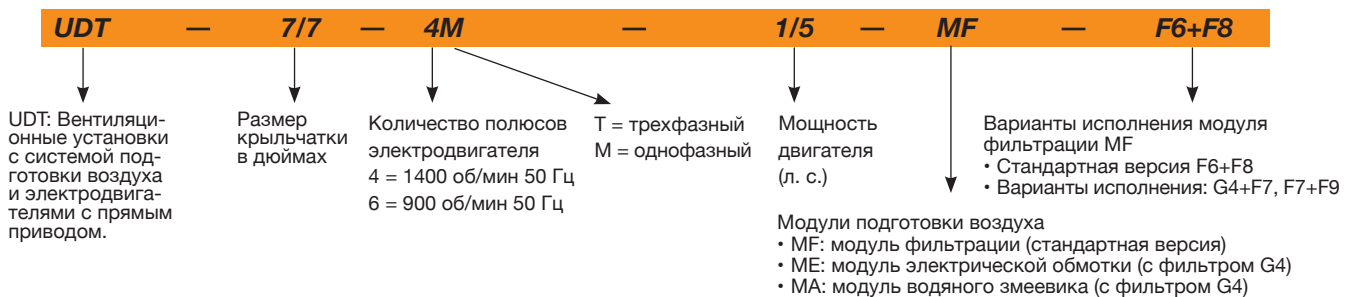 UDT — 7/7 — 4M — 1/5 — MF — F6+F8
UDT: Вентиляци-
онные установки
с системой под-
готовки воздуха
и электродвига-
телями с прямым
приводом.
Размер
крыльчатки
в дюймах
Количество полюсов
электродвигателя
4 = 1400 об/мин 50 Гц
6 = 900 об/мин 50 Гц
T = трехфазный
M = однофазный
Мощность
двигателя
(л. с.)
Варианты исполнения модуля
фильтрации MF
• Стандартная версия F6+F8
• Варианты исполнения: G4+F7, F7+F9
Модули подготовки воздуха
• MF: модуль фильтрации (стандартная версия)
• ME: модуль электрической обмотки (с фильтром G4)
• MA: модуль водяного змеевика (с фильтром G4)